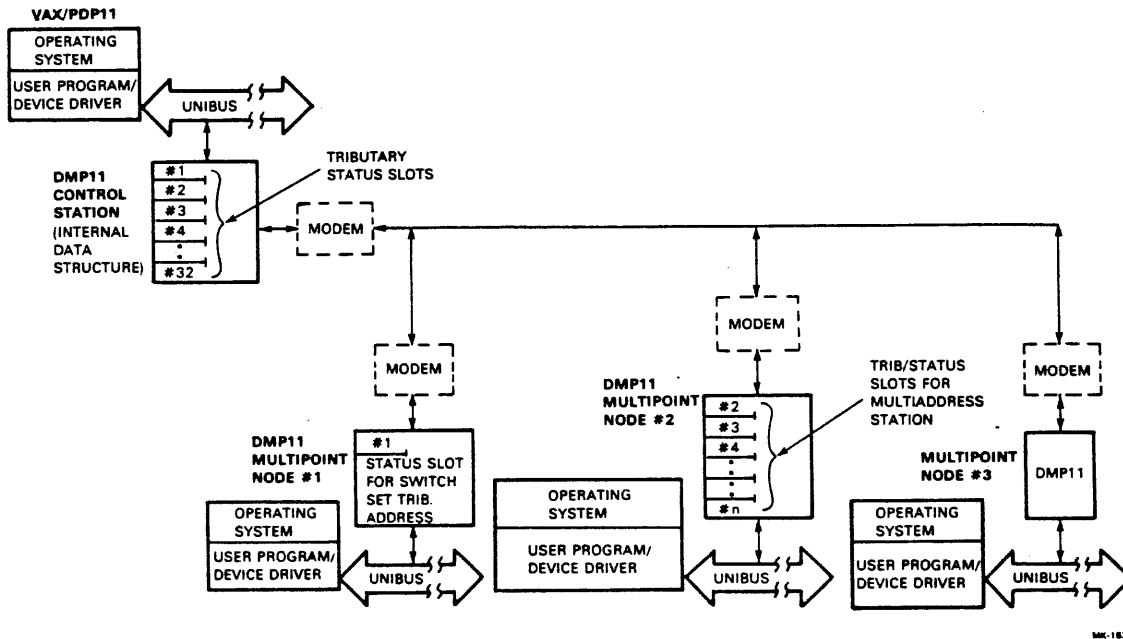 VAX/PDP11
OPERATING
SYSTEM
USER PROGRAM/
DEVICE DRIVER
UNIBUS
DMP11
CONTROL
STATION
(INTERNAL
DATA
STRUCTURE)
#1
#2
#3
#4
#32
TRIBUTARY
STATUS SLOTS
MODEM
MODEM
MODEM
MODEM
DMP11
MULTIPOINT
NODE #1
#1
STATUS SLOT
FOR SWITCH
SET TRIB.
ADDRESS
OPERATING
SYSTEM
USER PROGRAM/
DEVICE DRIVER
UNIBUS
DMP11
MULTIPOINT
NODE #2
#2
#3
#4
#n
TRIB/STATUS
SLOTS FOR
MULTIADDRESS
STATION
OPERATING
SYSTEM
USER PROGRAM/
DEVICE DRIVER
UNIBUS
MULTIPOINT
NODE #3
DMP11
OPERATING
SYSTEM
USER PROGRAM/
DEVICE DRIVER
UNIBUS